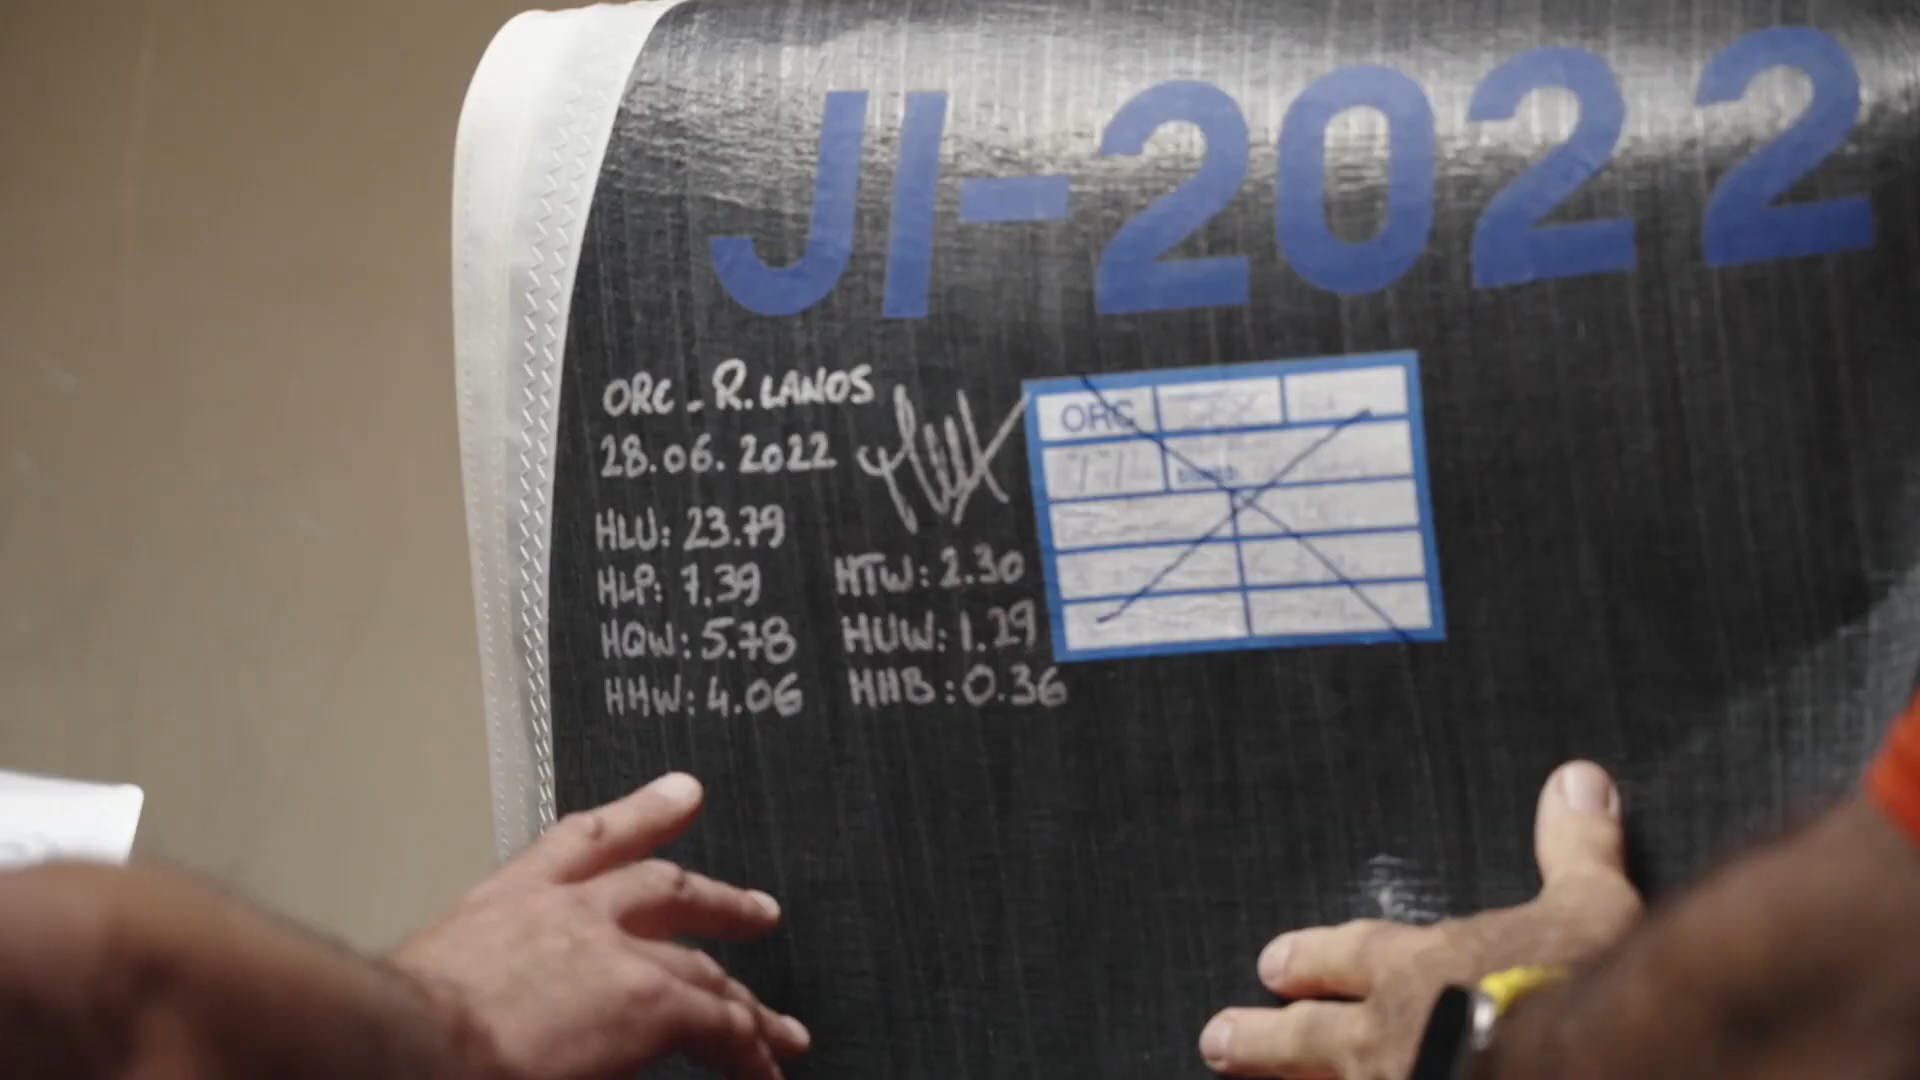 JI-2022
ORC - R. LANOS
28.06.2022
HLU: 23.79
HLP: 7.39
HQW: 5.78
HHW: 4.06
HTW: 2.30
HUW: 1.29
HHB: 0.36
ORC